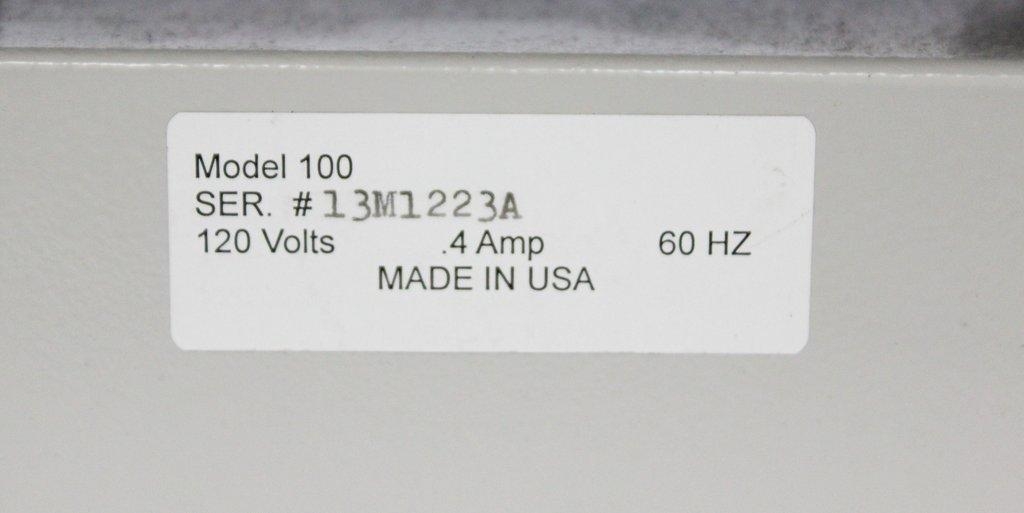 Model 100
SER. # 13M1223A
120 Volts .4 Amp 60 HZ
MADE IN USA